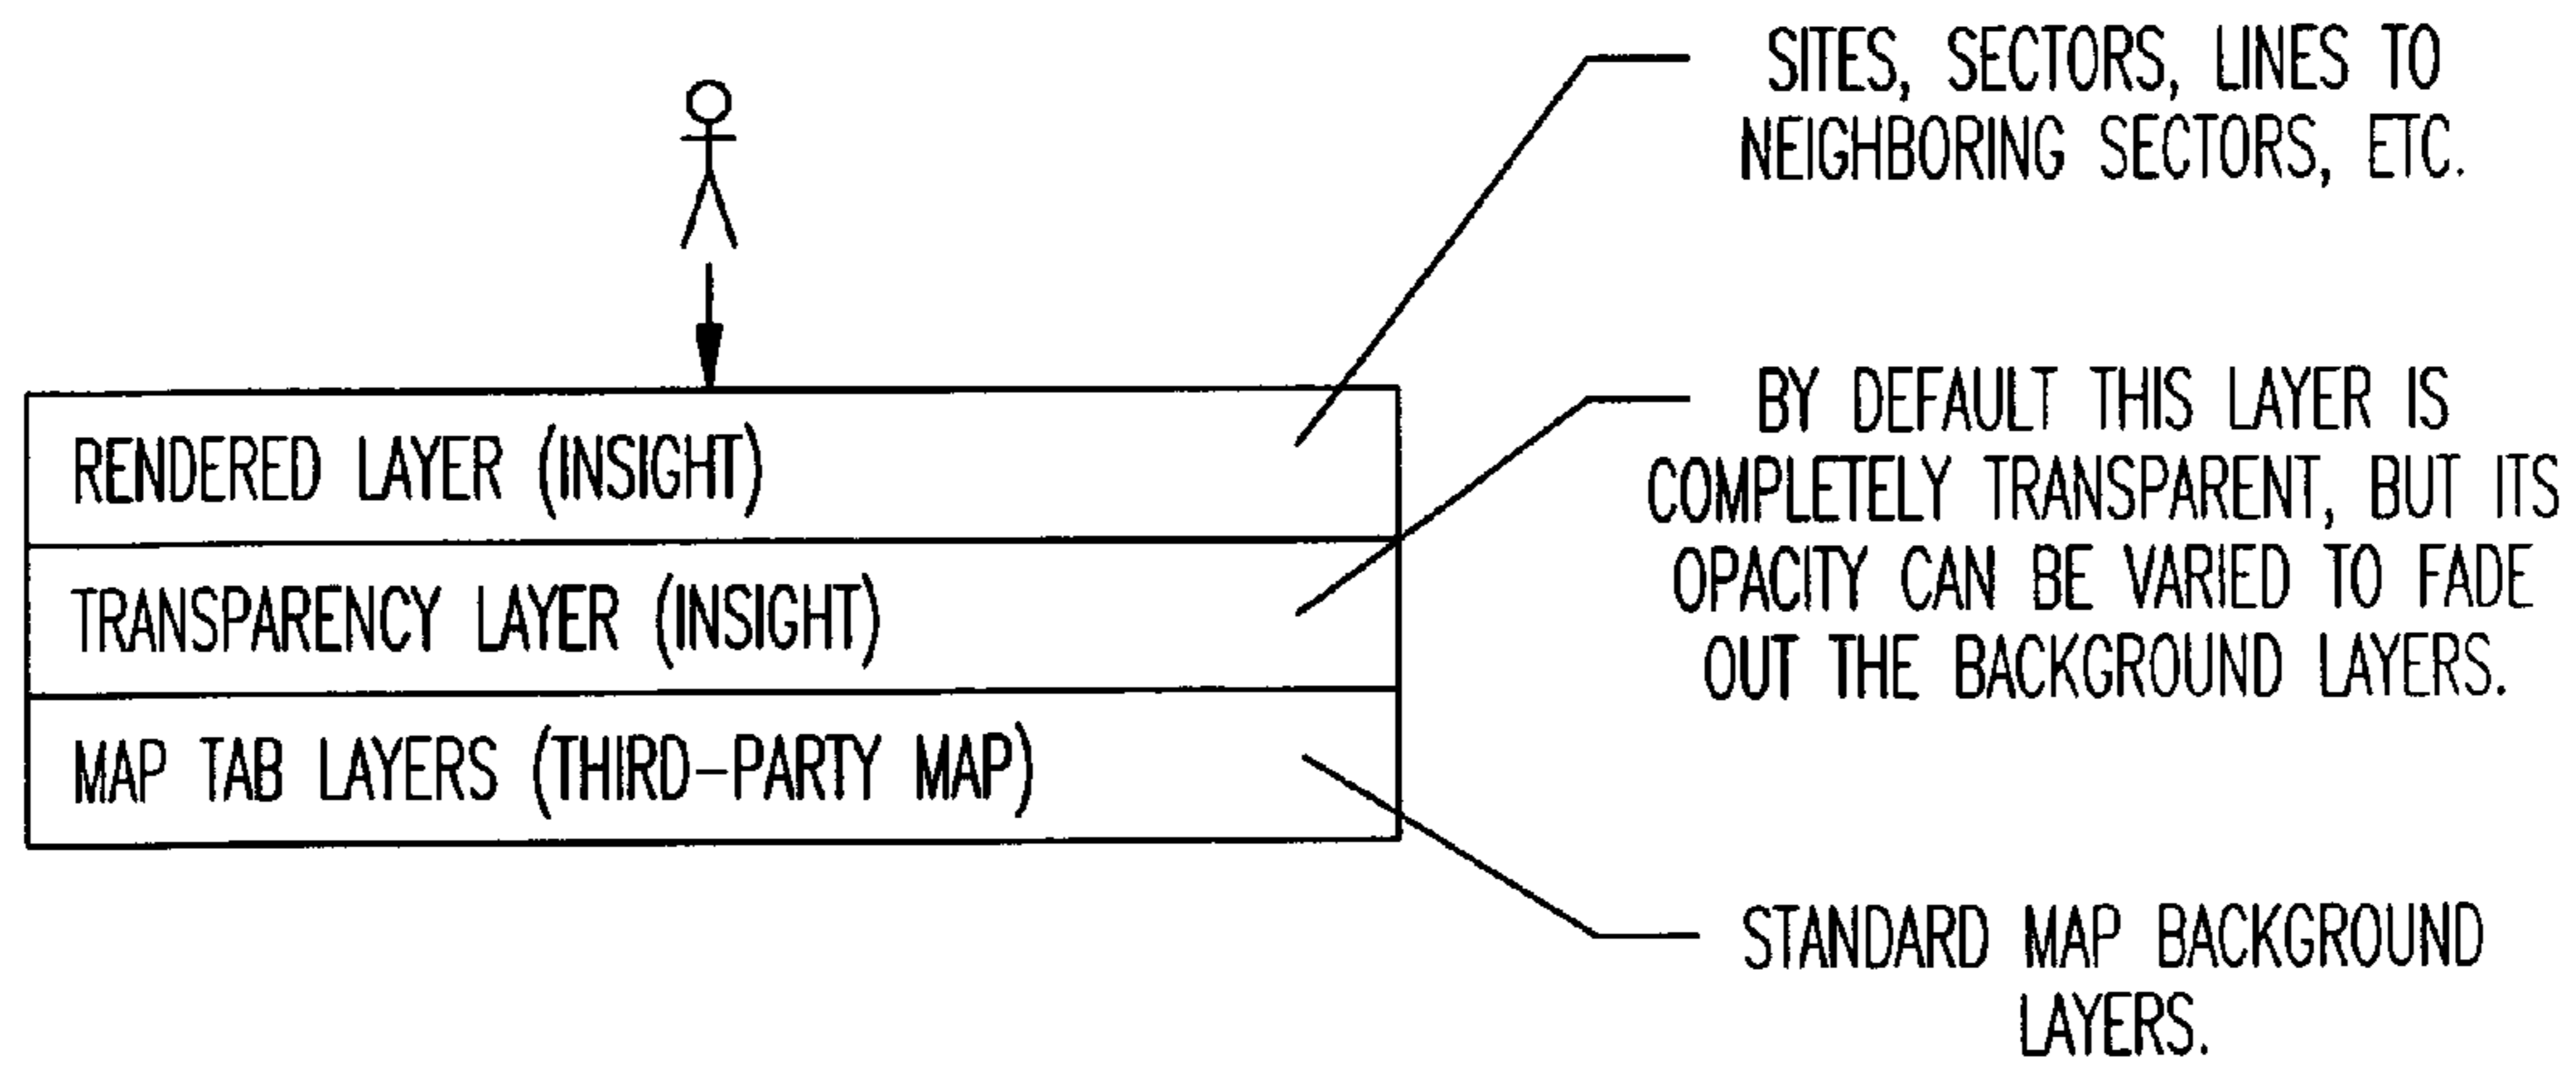 SITES, SECTORS, LINES TO
NEIGHBORING SECTORS, ETC.
RENDERED LAYER (INSIGHT)
BY DEFAULT THIS LAYER IS
COMPLETELY TRANSPARENT, BUT ITS
OPACITY CAN BE VARIED TO FADE
OUT THE BACKGROUND LAYERS.
TRANSPARENCY LAYER (INSIGHT)
MAP TAB LAYERS (THIRD-PARTY MAP)
STANDARD MAP BACKGROUND
LAYERS.